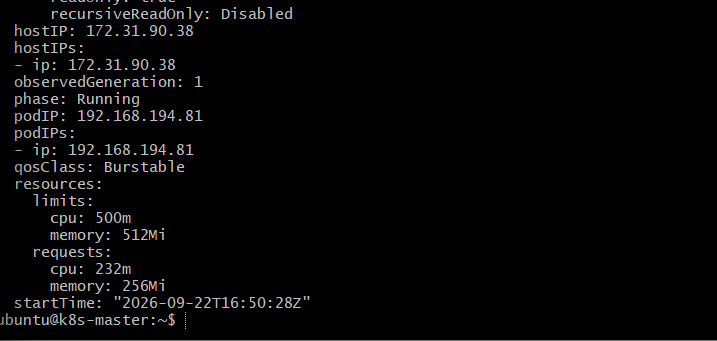 readOnly: true
recursiveReadOnly: Disabled
hostIP: 172.31.90.38
hostIPs:
- ip: 172.31.90.38
observedGeneration: 1
phase: Running
podIP: 192.168.194.81
podIPs:
- ip: 192.168.194.81
qosClass: Burstable
resources:
limits:
cpu: 500m
memory: 512Mi
requests:
cpu: 232m
memory: 256Mi
startTime: "2026-09-22T16:50:28Z"
ubuntu@k8s-master:~$